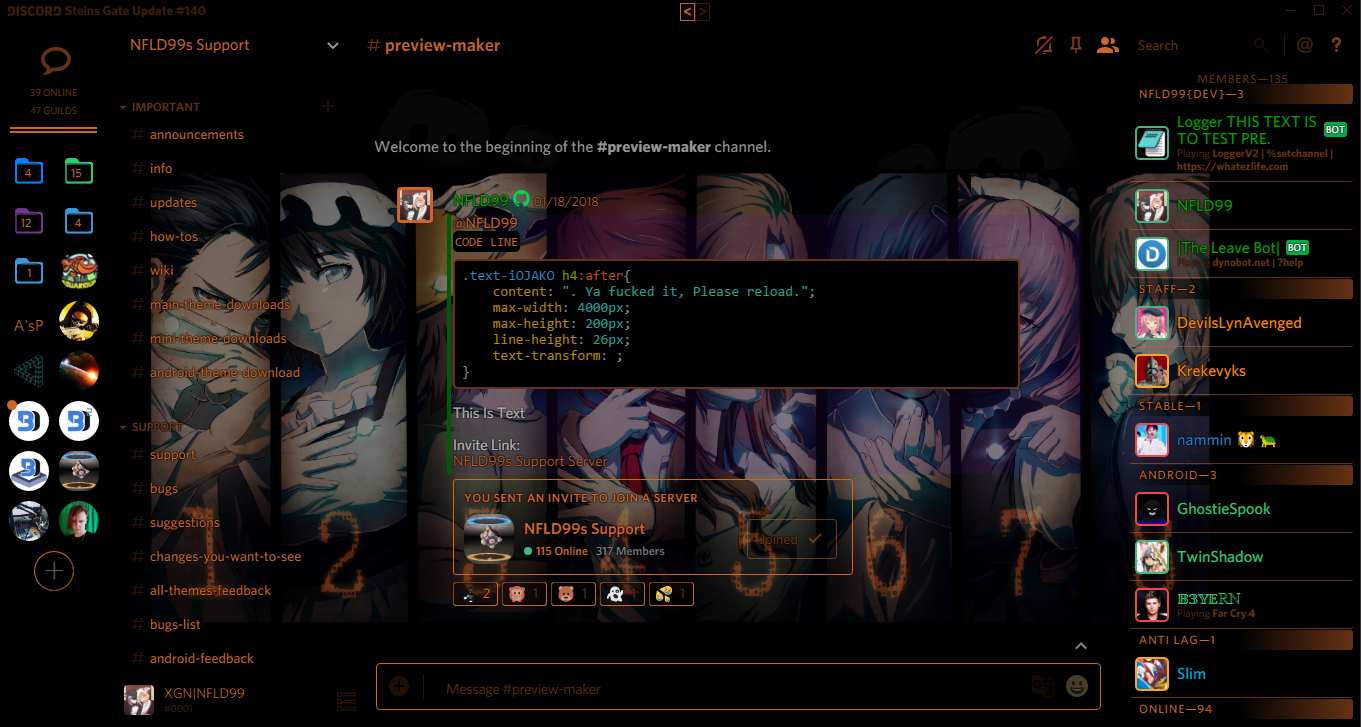 DISCORD Steins Gate Update #140
< >
39 ONLINE
47 GUILDS
4
15
12
4
1
A'sP
NFLD99s Support
IMPORTANT
# announcements
# info
# updates
# how-tos
# wiki
# main-theme-downloads
# mini-theme-downloads
# android-theme-download
SUPPORT
# support
# bugs
# suggestions
# changes-you-want-to-see
# all-themes-feedback
# bugs-list
# android-feedback
XGN|NFLD99
#0001
# preview-maker
Search
@ ?
Welcome to the beginning of the #preview-maker channel.
NFLD99 01/18/2018
@NFLD99
CODE LINE
.text-iOJAKO h4:after{
content: ". Ya fucked it, Please reload.";
max-width: 4000px;
max-height: 200px;
line-height: 26px;
text-transform: ;
}
This Is Text
Invite Link:
NFLD99s Support Server
YOU SENT AN INVITE TO JOIN A SERVER
NFLD99s Support
115 Online 317 Members
Joined
2 1 1 1 1
1 2 6 7
Message #preview-maker
MEMBERS—135
NFLD99{DEV}—3
Logger THIS TEXT IS
TO TEST PRE. BOT
Playing LoggerV2 | %setchannel |
https://whatezlife.com
NFLD99
|The Leave Bot| BOT
Playing dynobot.net | ?help
STAFF—2
DevilsLynAvenged
Krekevyks
STABLE—1
nammin 🐯 🐛
ANDROID—3
GhostieSpook
TwinShadow
𝔹𝟛𝕐𝔼ℝℕ
Playing Far Cry 4
ANTI LAG—1
Slim
ONLINE—94